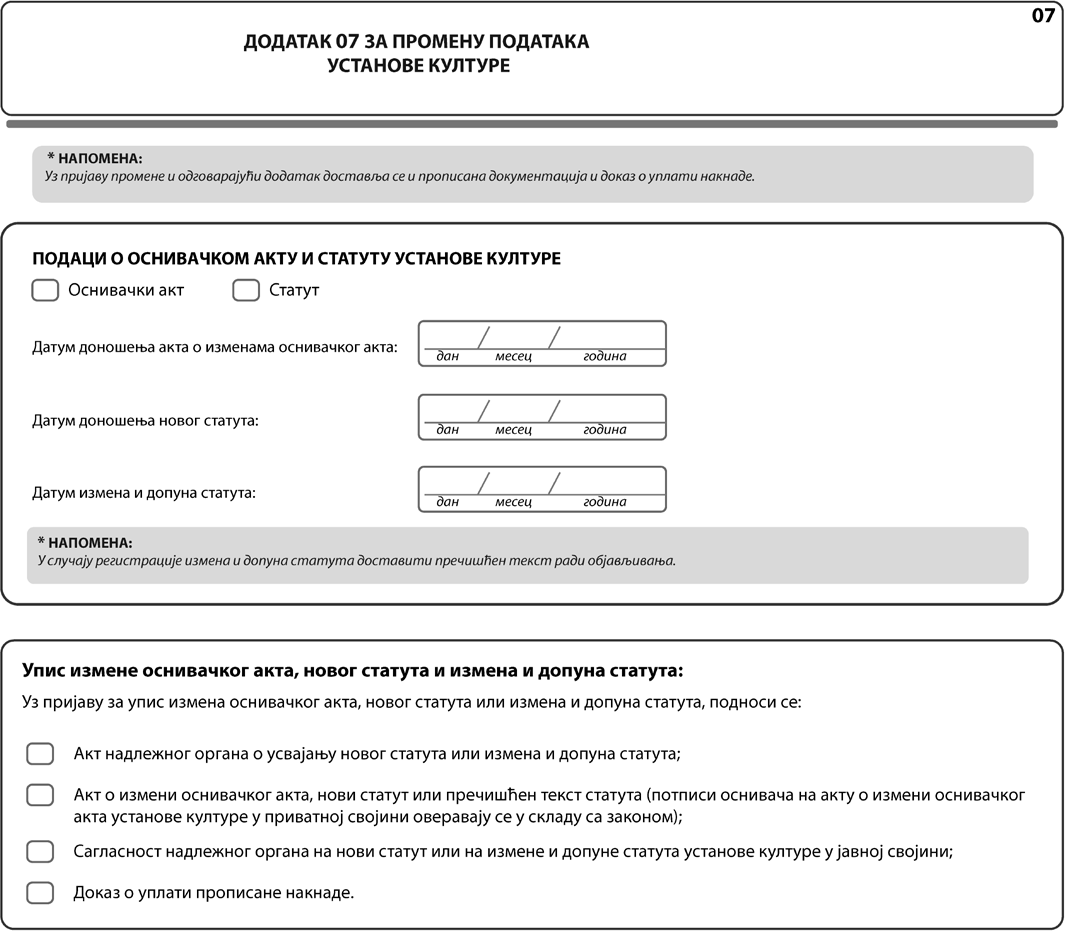 07
ДОДАТАК 07 ЗА ПРОМЕНУ ПОДАТАКА
УСТАНОВЕ КУЛТУРЕ
* НАПОМЕНА:
Уз пријаву промене и одговарајући додатак доставља се и прописана документација и доказ о уплати накнаде.
ПОДАЦИ О ОСНИВАЧКОМ АКТУ И СТАТУТУ УСТАНОВЕ КУЛТУРЕ
Оснивачки акт Статут
Датум доношења акта о изменама оснивачког акта:
дан месец година
Датум доношења новог статута:
дан месец година
Датум измена и допуна статута:
дан месец година
* НАПОМЕНА:
У случају регистрације измена и допуна статута доставити пречишћен текст ради објављивања.
Упис измене оснивачког акта, новог статута и измена и допуна статута:
Уз пријаву за упис измена оснивачког акта, новог статута или измена и допуна статута, подноси се:
Акт надлежног органа о усвајању новог статута или измена и допуна статута;
Акт о измени оснивачког акта, нови статут или пречишћен текст статута (потписи оснивача на акту о измени оснивачког
акта установе културе у приватној својини оверавају се у складу са законом);
Сагласност надлежног органа на нови статут или на измене и допуне статута установе културе у јавној својини;
Доказ о уплати прописане накнаде.